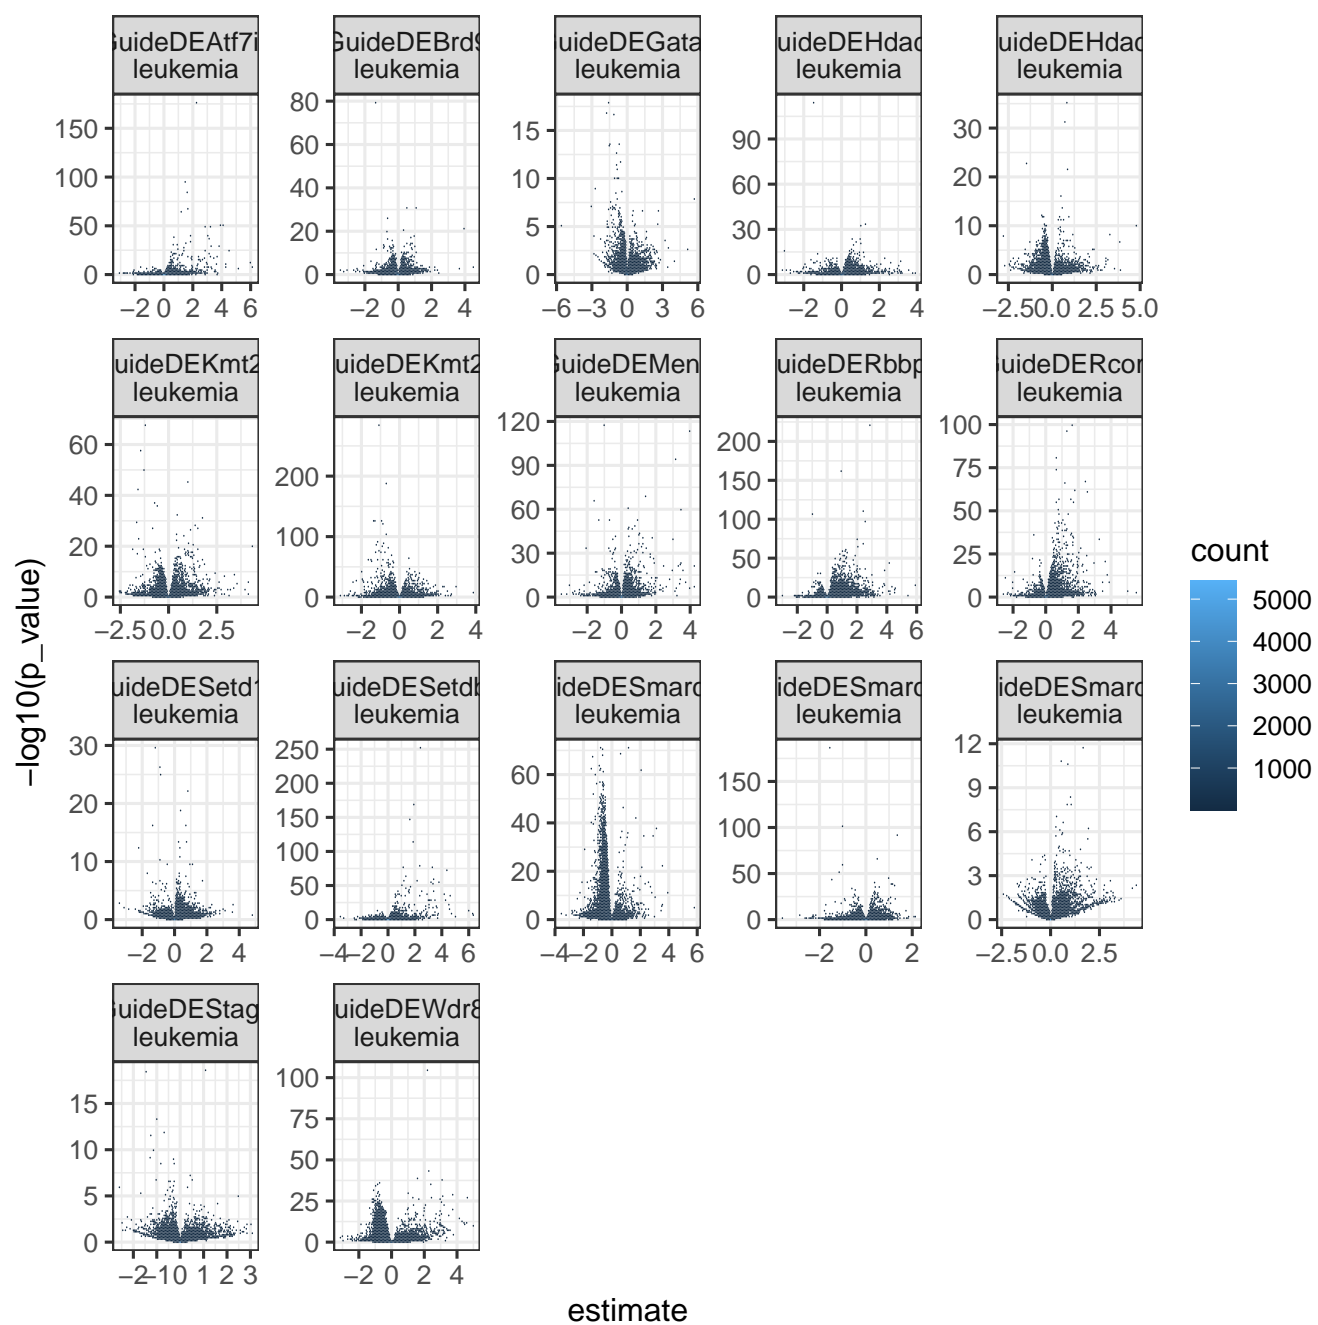 GuideDEAtf7i GuideDEBrd9 uideDEGata uideDEHdac uideDEHdac
leukemia leukemia leukemia leukemia leukemia
150 100 50 0
−2 0 2 4 6
80 60 40 20 0
−2 0 2 4
15 10 5 0
−6 −3 0 3 6
90 60 30 0
−2 0 2 4
30 20 10 0
−2.5 0.0 2.5 5.0
uideDEKmt2 uideDEKmt2 GuideDEMen uideDERbbp GuideDERcor
leukemia leukemia leukemia leukemia leukemia
60 40 20 0
−2.5 0.0 2.5
200 100 0
−2 0 2 4
120 90 60 30 0
−2 0 2 4
200 150 100 50 0
−2 0 2 4 6
100 75 50 25 0
−2 0 2 4
uideDESetd1 uideDESetdb ideDESmarc ideDESmarc ideDESmarc
leukemia leukemia leukemia leukemia leukemia
30 20 10 0
−2 0 2 4
250 200 150 100 50 0
−4 −2 0 2 4 6
60 40 20 0
−4 −2 0 2 4 6
150 100 50 0
−2 0 2
12 9 6 3 0
−2.5 0.0 2.5
GuideDEStag uideDEWdr8
leukemia leukemia
15 10 5 0
−2 −1 0 1 2 3
100 75 50 25 0
−2 0 2 4
estimate
−log10(p_value)
count
5000
4000
3000
2000
1000